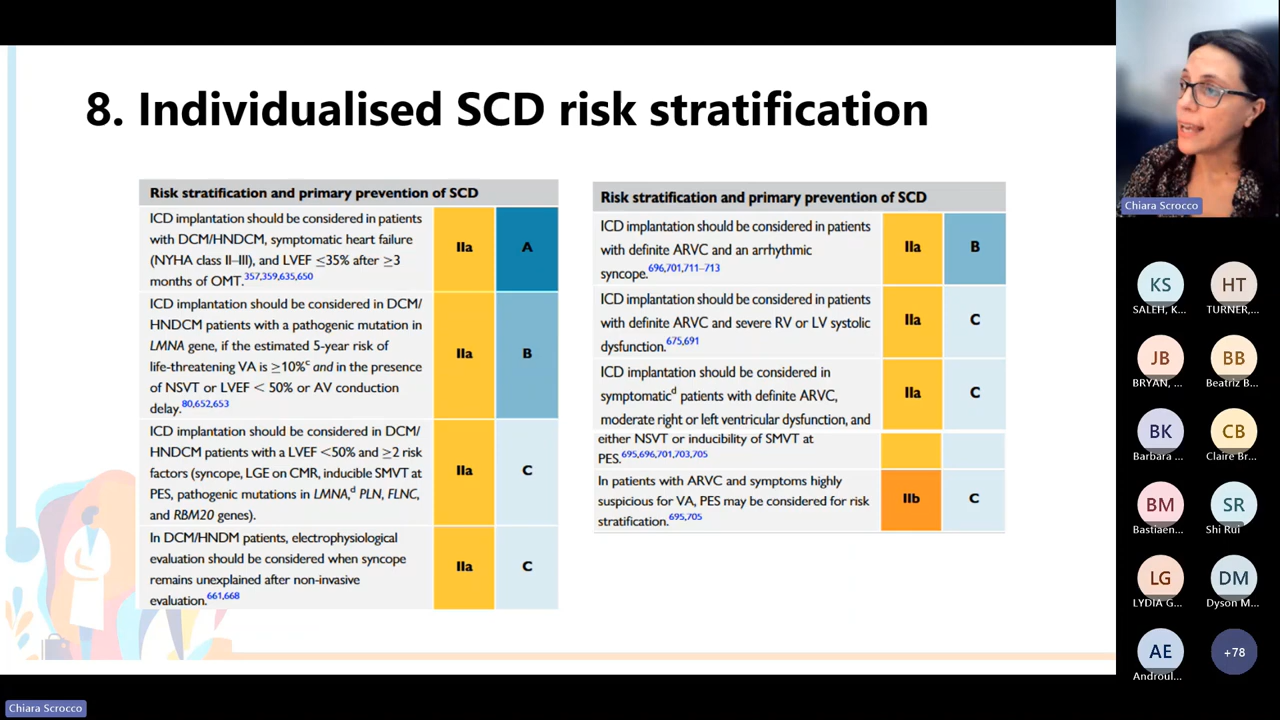 8. Individualised SCD risk stratification
Risk stratification and primary prevention of SCD
ICD implantation should be considered in patients
with DCM/HNDCM, symptomatic heart failure
(NYHA class II–III), and LVEF ≤35% after ≥3
months of OMT.357,359,635,650
IIa
A
ICD implantation should be considered in DCM/
HNDCM patients with a pathogenic mutation in
LMNA gene, if the estimated 5-year risk of
life-threatening VA is ≥10%c and in the presence
of NSVT or LVEF < 50% or AV conduction
delay.80,652,653
IIa
B
ICD implantation should be considered in DCM/
HNDCM patients with a LVEF <50% and ≥2 risk
factors (syncope, LGE on CMR, inducible SMVT at
PES, pathogenic mutations in LMNA,d PLN, FLNC,
and RBM20 genes).
IIa
C
In DCM/HNDM patients, electrophysiological
evaluation should be considered when syncope
remains unexplained after non-invasive
evaluation.661,668
IIa
C
Risk stratification and primary prevention of SCD
ICD implantation should be considered in patients
with definite ARVC and an arrhythmic
syncope.696,701,711–713
IIa
B
ICD implantation should be considered in patients
with definite ARVC and severe RV or LV systolic
dysfunction.675,691
IIa
C
ICD implantation should be considered in
symptomaticd patients with definite ARVC,
moderate right or left ventricular dysfunction, and
either NSVT or inducibility of SMVT at
PES.695,696,701,703,705
IIa
C
In patients with ARVC and symptoms highly
suspicious for VA, PES may be considered for risk
stratification.695,705
IIb
C
Chiara Scrocco
KS
SALEH, K...
HT
TURNER,...
JB
BRYAN, ...
BB
Beatriz B...
BK
Barbara ...
CB
Claire Br...
BM
Bastiaen...
SR
Shi Rui
LG
LYDIA G...
DM
Dyson M...
AE
Androul...
+78
Chiara Scrocco